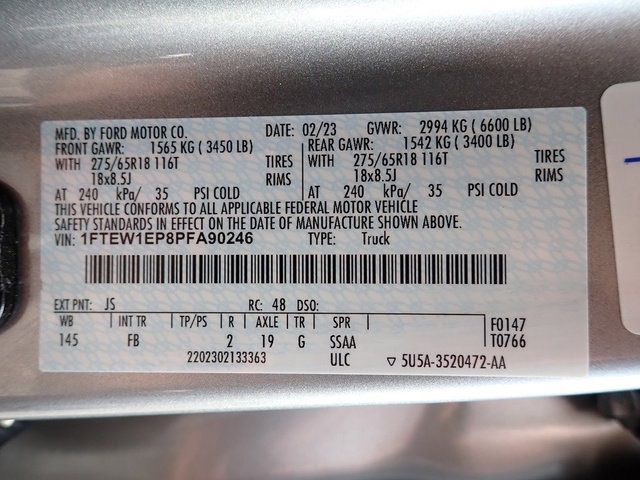 MFD. BY FORD MOTOR CO. DATE: 02/23 GVWR: 2994 KG ( 6600 LB)
FRONT GAWR: 1565 KG ( 3450 LB) REAR GAWR: 1542 KG ( 3400 LB)
WITH 275/65R18 116T TIRES WITH 275/65R18 116T TIRES
18x8.5J RIMS 18x8.5J RIMS
AT 240 kPa/ 35 PSI COLD AT 240 kPa/ 35 PSI COLD
THIS VEHICLE CONFORMS TO ALL APPLICABLE FEDERAL MOTOR VEHICLE
SAFETY STANDARDS IN EFFECT ON THE DATE OF MANUFACTURE SHOWN ABOVE.
VIN: 1FTEW1EP8PFA90246 TYPE: Truck
EXT PNT: JS RC: 48 DSO:
WB INT TR TP/PS R AXLE TR SPR F0147
145 FB 2 19 G SSAA T0766
2202302133363 ULC ▽ 5U5A-3520472-AA